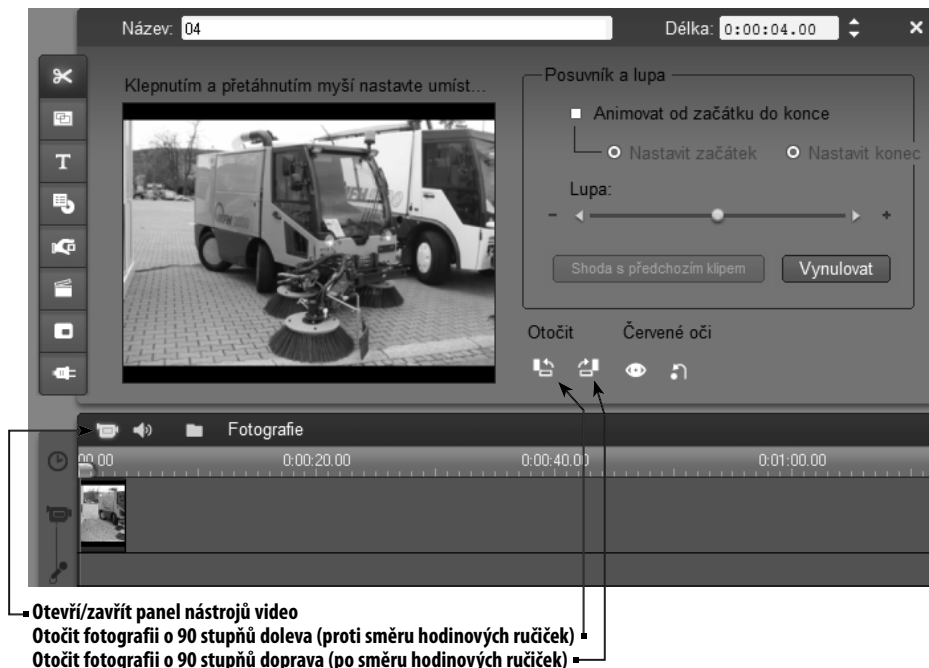 Název: 04 Délka: 0:00:04.00
Klepnutím a přetáhnutím myší nastavte umíst...
Posuvník a lupa
Animovat od začátku do konce
Nastavit začátek Nastavit konec
Lupa:
- +
Shoda s předchozím klipem Vynulovat
Otočit Červené oči
T
Fotografie
00.00 0:00:20.00 0:00:40.00 0:01:00.00
Otevří/zavřít panel nástrojů video
Otočit fotografii o 90 stupňů doleva (proti směru hodinových ručiček)
Otočit fotografii o 90 stupňů doprava (po směru hodinových ručiček)